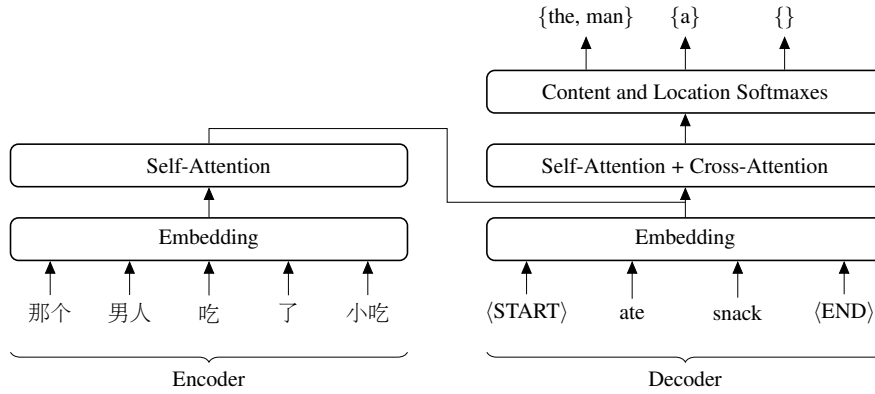 {the, man} {a} {}
Content and Location Softmaxes
Self-Attention Self-Attention + Cross-Attention
Embedding Embedding
那个 男人 吃 了 小吃 ⟨START⟩ ate snack ⟨END⟩
Encoder Decoder